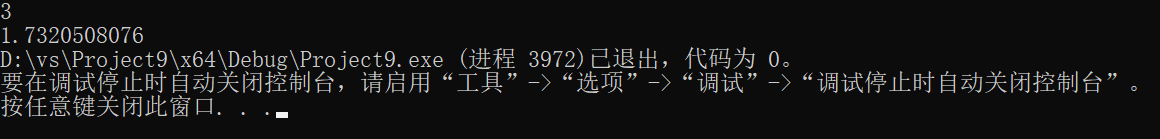 3
1.7320508076
D:\vs\Project9\x64\Debug\Project9.exe (进程 3972)已退出，代码为 0。
要在调试停止时自动关闭控制台，请启用“工具”->“选项”->“调试”->“调试停止时自动关闭控制台”。
按任意键关闭此窗口. . .